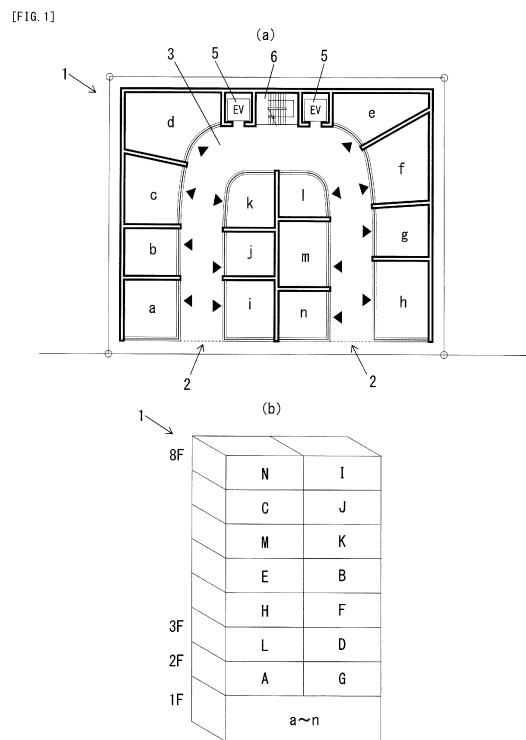 [FIG.1]
(a)
5 6 5
1 3
EV EV
d e
c f
k l
b j m g
a i n h
2 2
(b)
1
8F
N I
C J
M K
E B
H F
3F
L D
2F
A G
1F
a~n